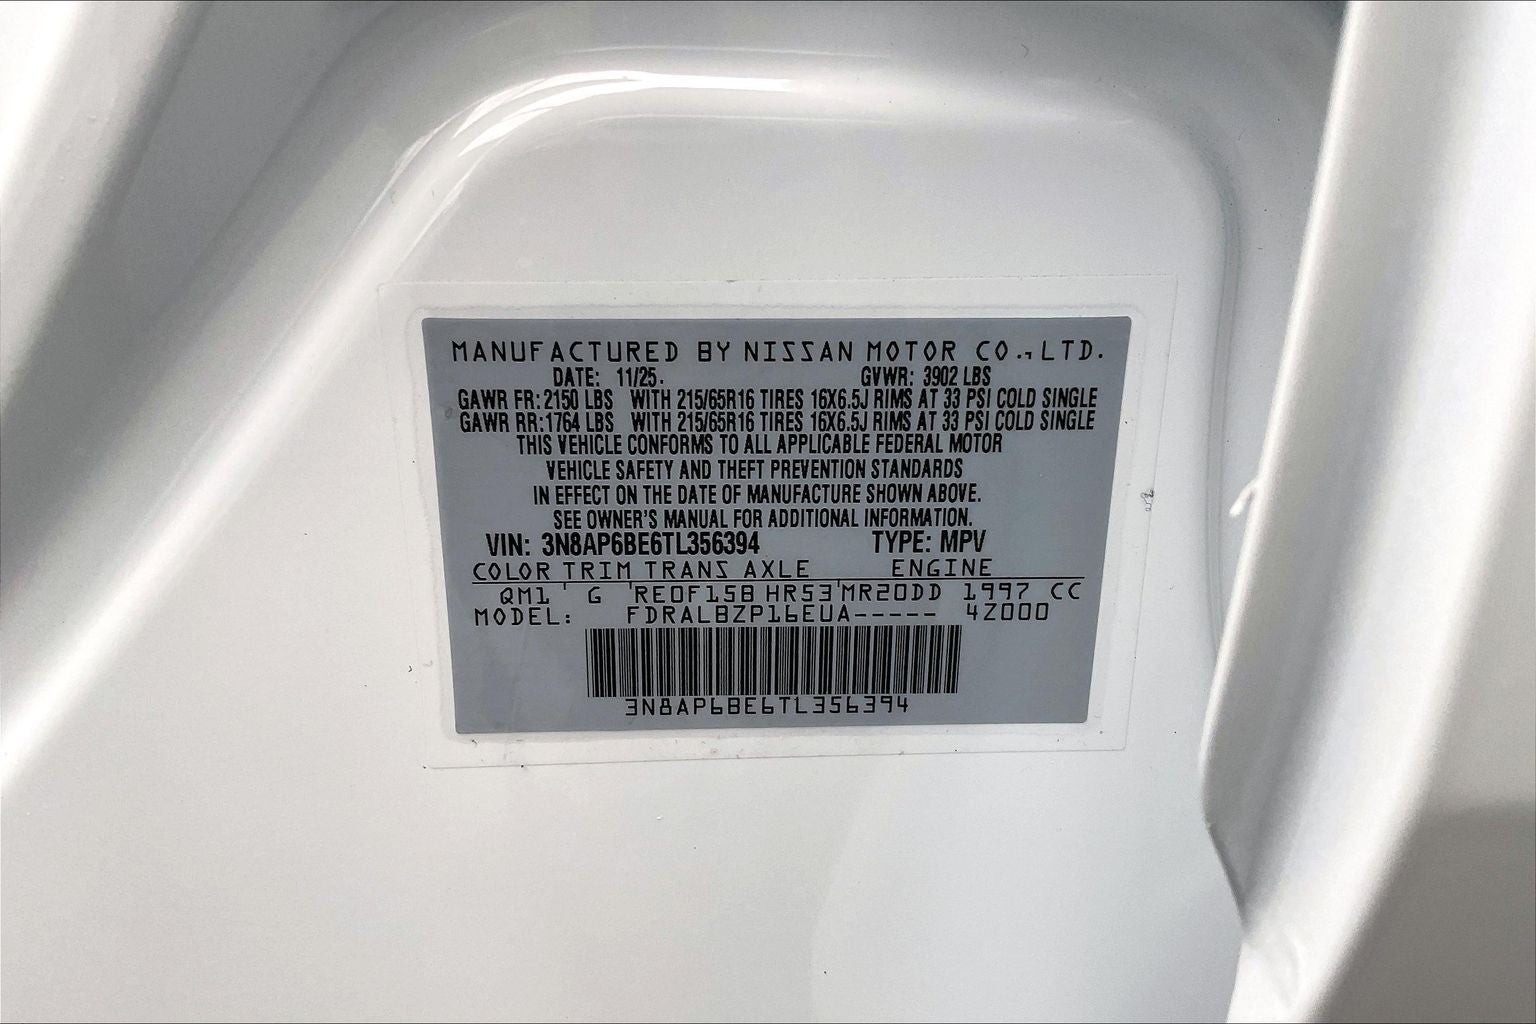 MANUFACTURED BY NISSAN MOTOR CO., LTD.
DATE: 11/25. GVWR: 3902 LBS
GAWR FR: 2150 LBS WITH 215/65R16 TIRES 16X6.5J RIMS AT 33 PSI COLD SINGLE
GAWR RR: 1764 LBS WITH 215/65R16 TIRES 16X6.5J RIMS AT 33 PSI COLD SINGLE
THIS VEHICLE CONFORMS TO ALL APPLICABLE FEDERAL MOTOR
VEHICLE SAFETY AND THEFT PREVENTION STANDARDS
IN EFFECT ON THE DATE OF MANUFACTURE SHOWN ABOVE.
SEE OWNER'S MANUAL FOR ADDITIONAL INFORMATION.
VIN: 3N8AP6BE6TL356394 TYPE: MPV
COLOR TRIM TRANS AXLE ENGINE
QM1 G RE0F15B HR53 MR20DD 1997 CC
MODEL: FDRALBZP16EUA----- 4Z000
3N8AP6BE6TL356394